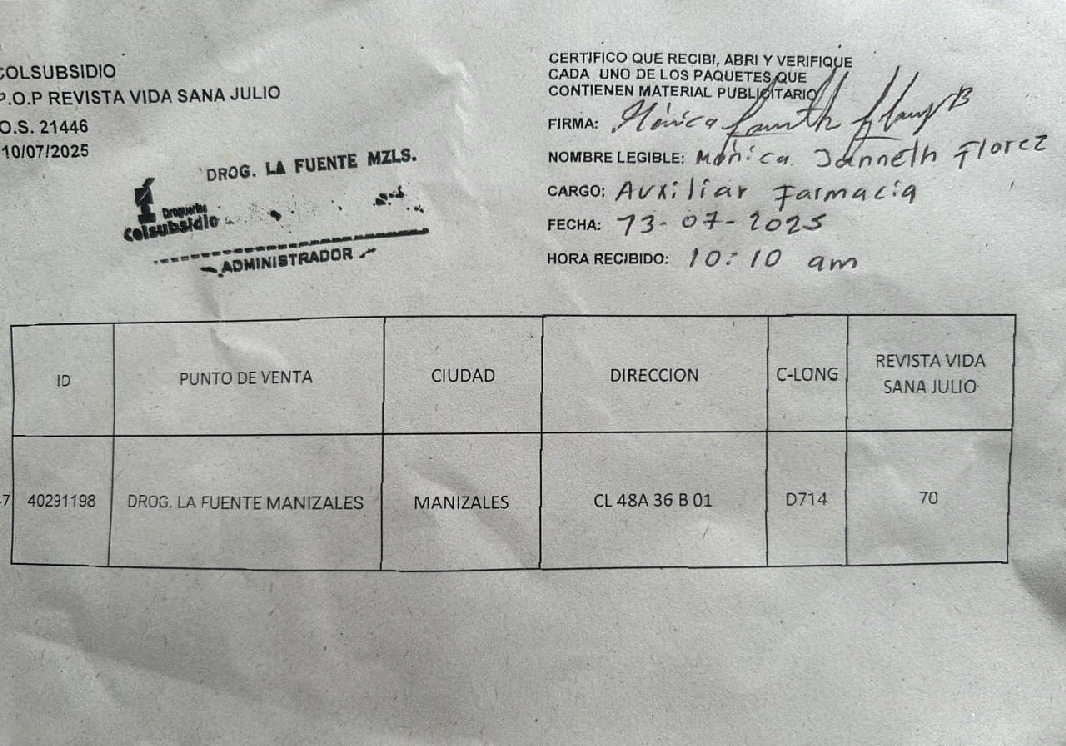 COLSUBSIDIO
P.O.P REVISTA VIDA SANA JULIO
O.S. 21446
10/07/2025
DROG. LA FUENTE MZLS.
Droguerías
Colsubsidio
ADMINISTRADOR
CERTIFICO QUE RECIBI, ABRI Y VERIFIQUE
CADA UNO DE LOS PAQUETES QUE
CONTIENEN MATERIAL PUBLICITARIO
FIRMA: Mónica
NOMBRE LEGIBLE: Mónica Janneth Florez
CARGO: Auxiliar Farmacia
FECHA: 13-07-2025
HORA RECIBIDO: 10:10 am
ID PUNTO DE VENTA CIUDAD DIRECCION C-LONG REVISTA VIDA SANA JULIO
7 40291198 DROG. LA FUENTE MANIZALES MANIZALES CL 48A 36 B 01 D714 70